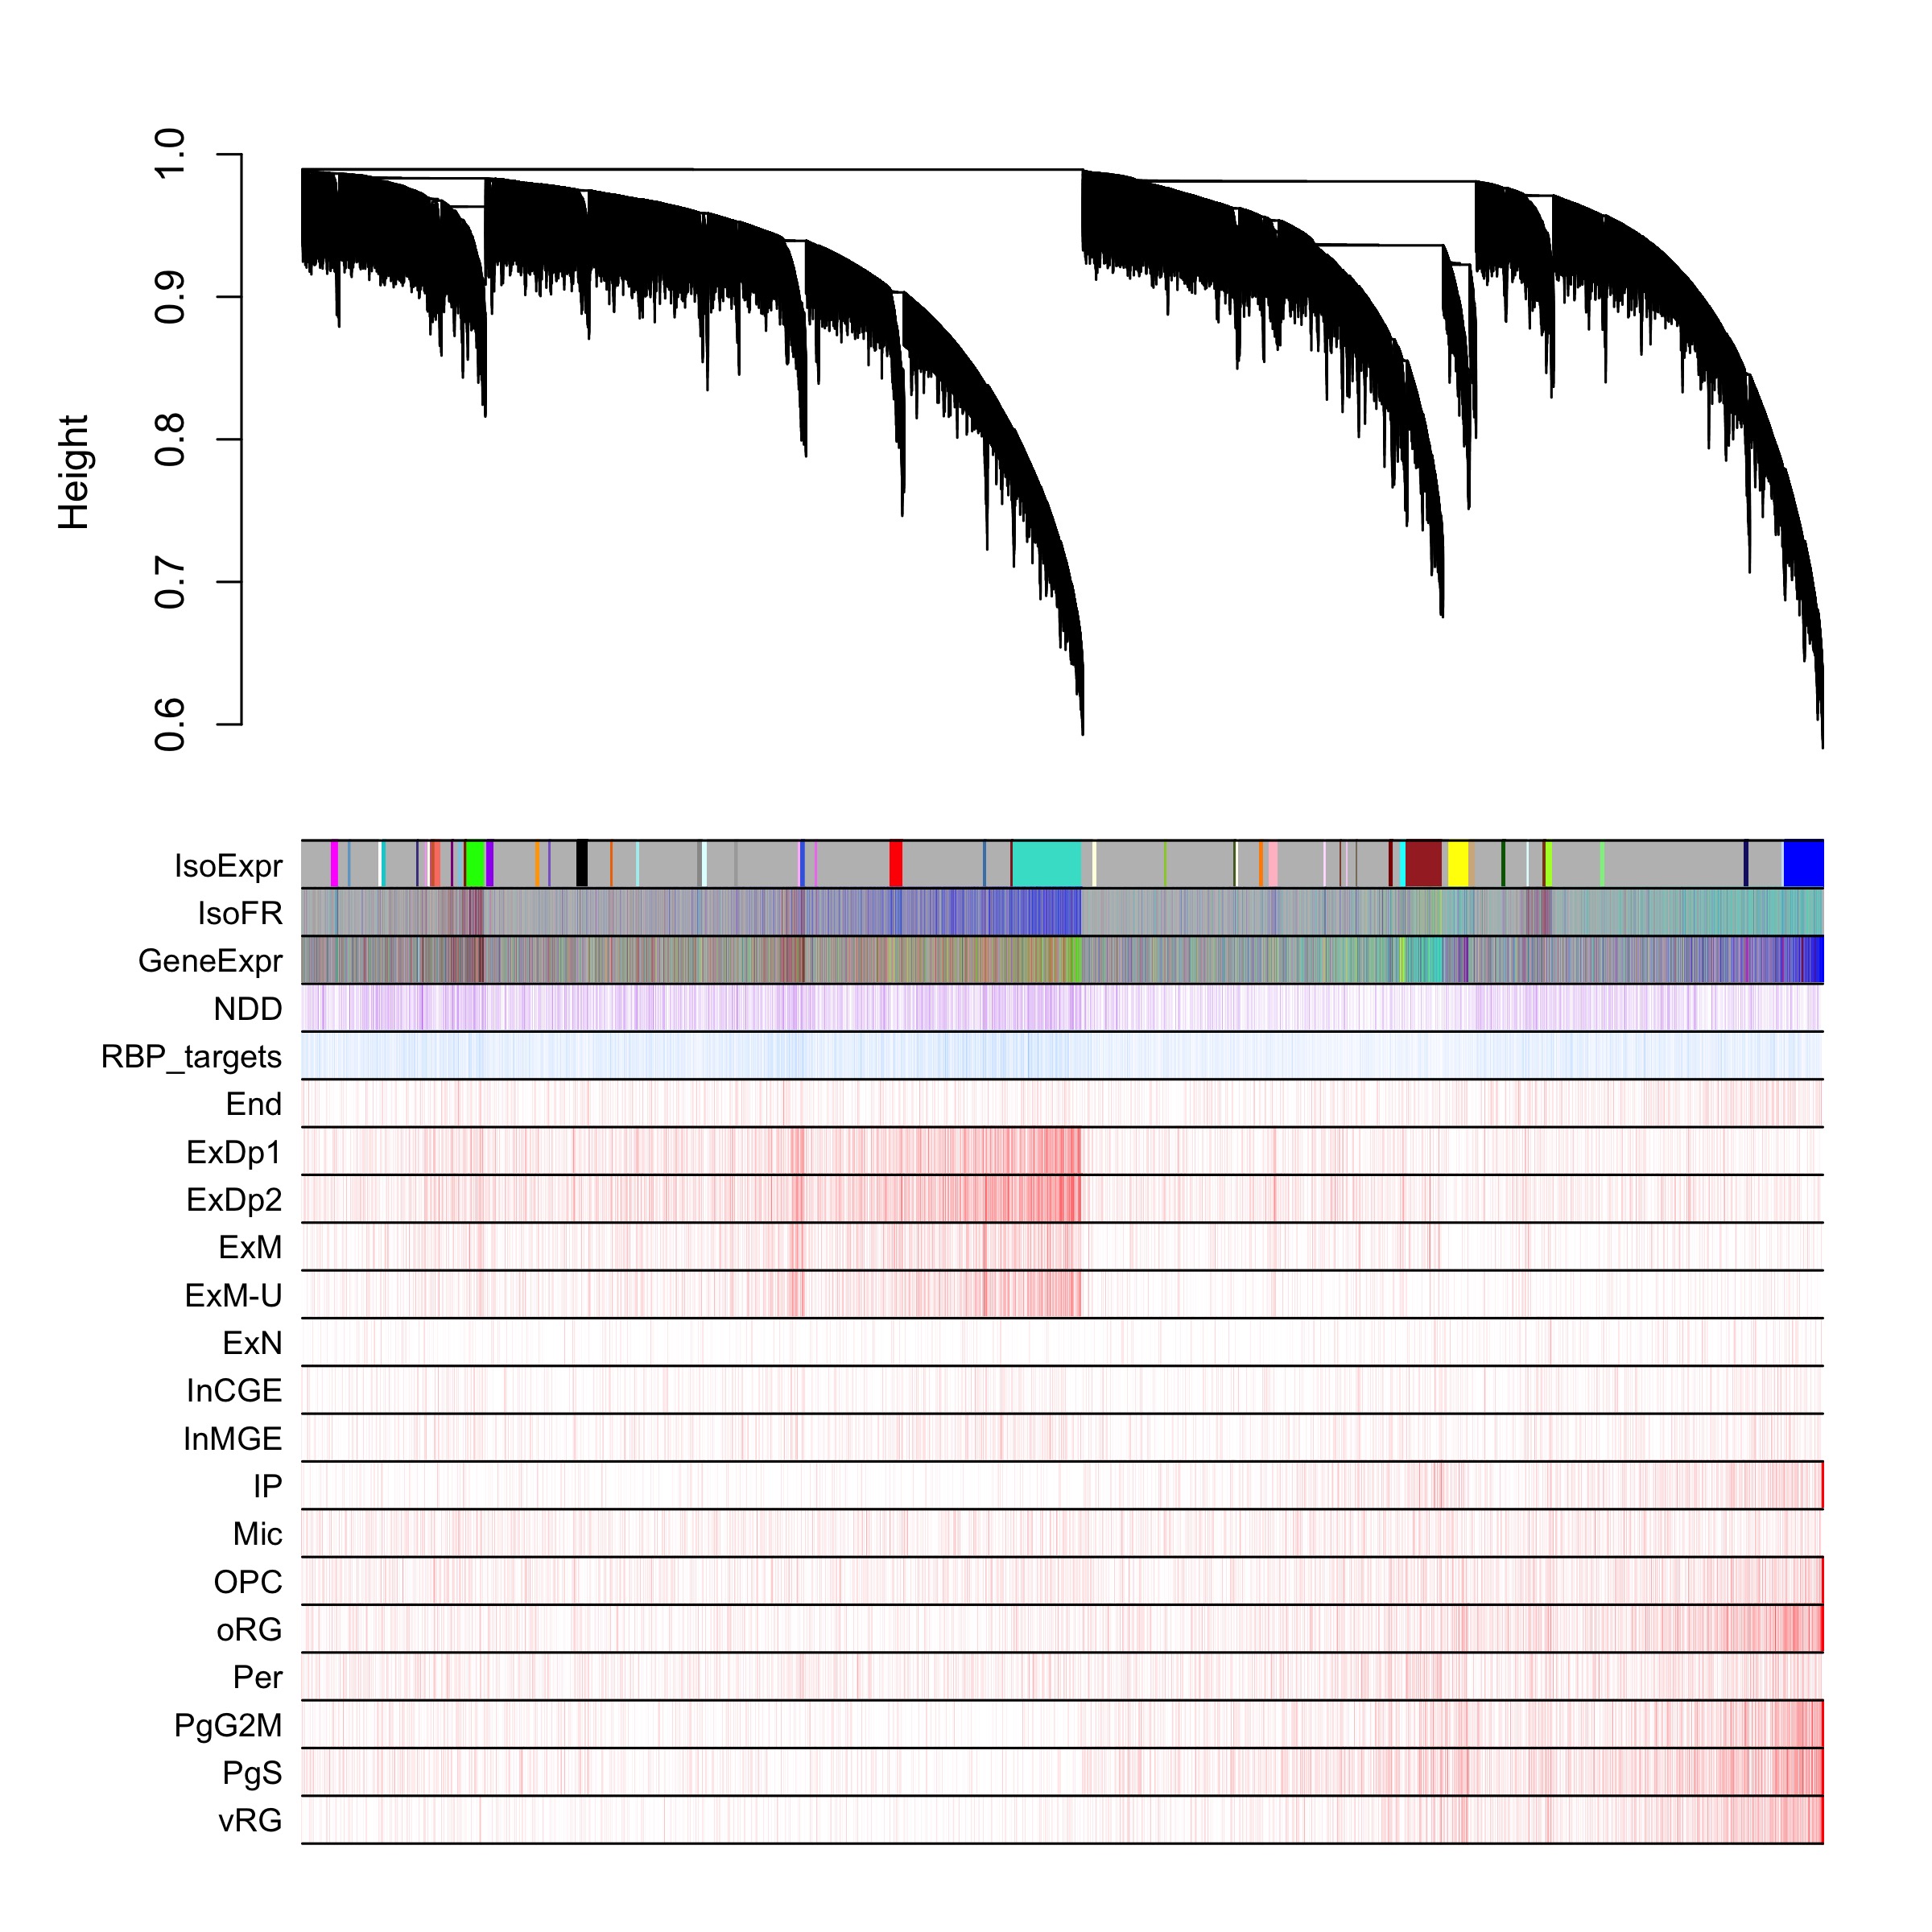 Height
1.0
0.9
0.8
0.7
0.6
IsoExpr
IsoFR
GeneExpr
NDD
RBP_targets
End
ExDp1
ExDp2
ExM
ExM-U
ExN
InCGE
InMGE
IP
Mic
OPC
oRG
Per
PgG2M
PgS
vRG